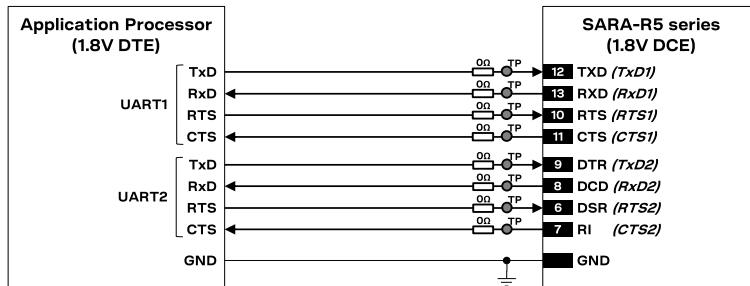 Application Processor
(1.8V DTE)
SARA-R5 series
(1.8V DCE)
UART1
TxD 0Ω TP 12 TXD (TxD1)
RxD 0Ω TP 13 RXD (RxD1)
RTS 0Ω TP 10 RTS (RTS1)
CTS 0Ω TP 11 CTS (CTS1)
UART2
TxD 0Ω TP 9 DTR (TxD2)
RxD 0Ω TP 8 DCD (RxD2)
RTS 0Ω TP 6 DSR (RTS2)
CTS 0Ω TP 7 RI (CTS2)
GND GND